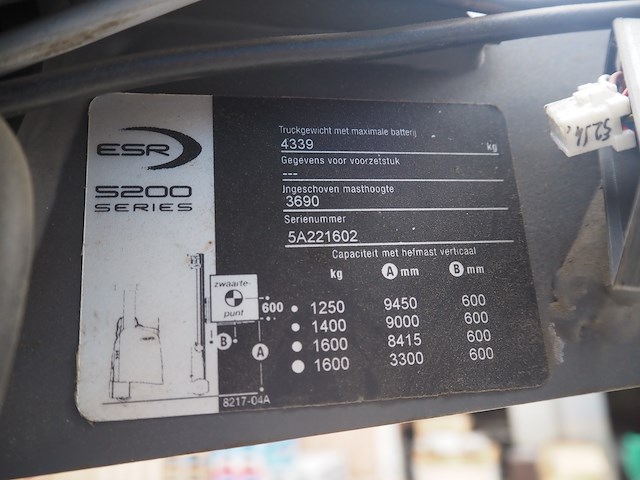 ESR
5200
SERIES
Truckgewicht met maximale batterij
4339 kg
Gegevens voor voorzetstuk
---
Ingeschoven masthoogte
3690
Serienummer
5A221602
Capaciteit met hefmast verticaal
kg A mm B mm
1250 9450 600
1400 9000 600
1600 8415 600
1600 3300 600
zwaarte-
punt
600
B
A
8217-04A